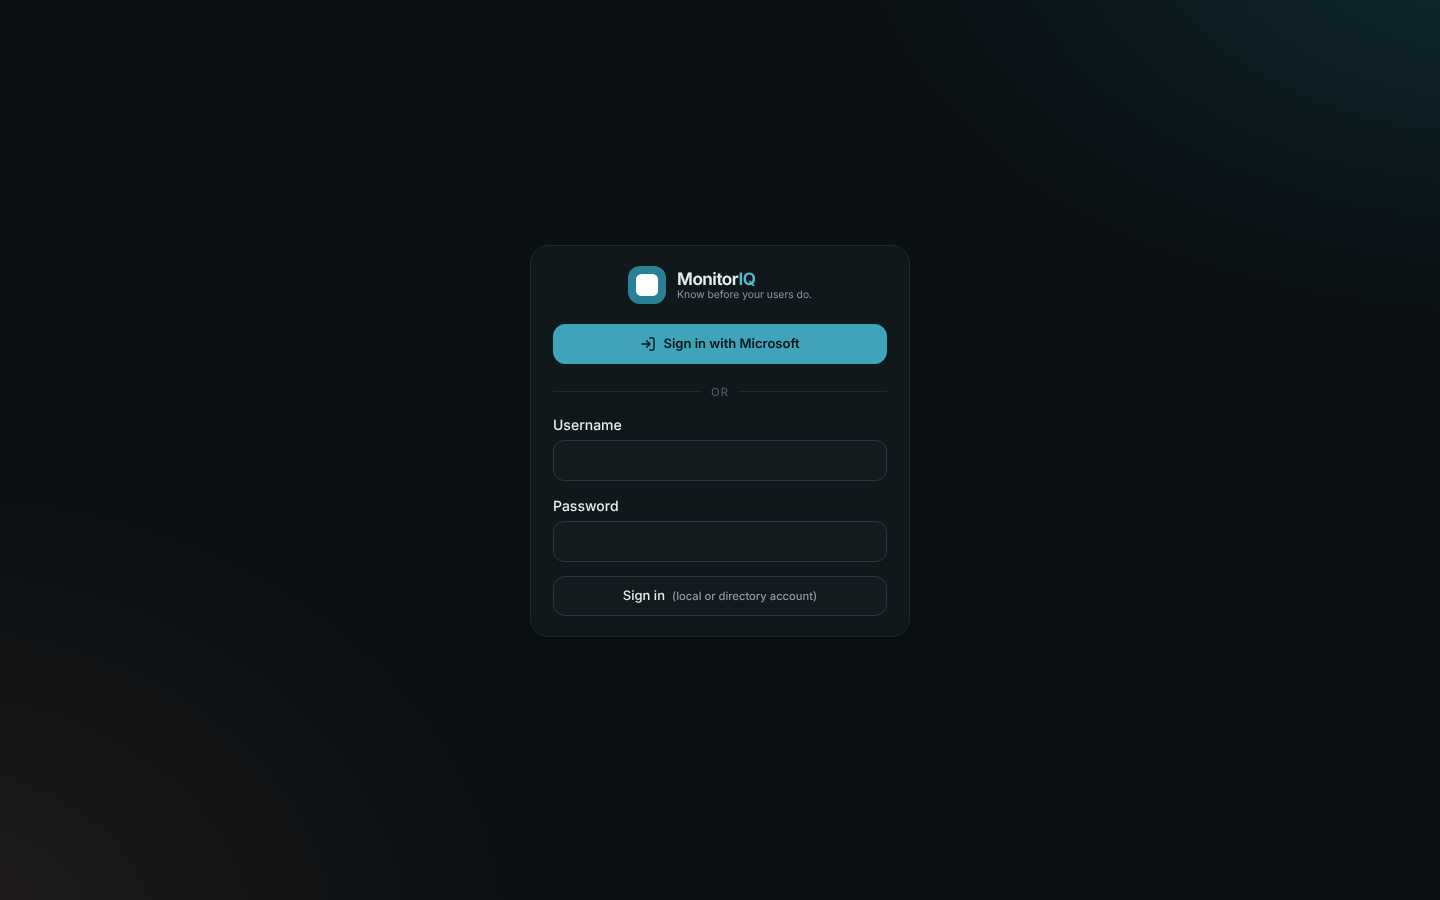 MonitorIQ
Know before your users do.
Sign in with Microsoft
OR
Username
Password
Sign in (local or directory account)